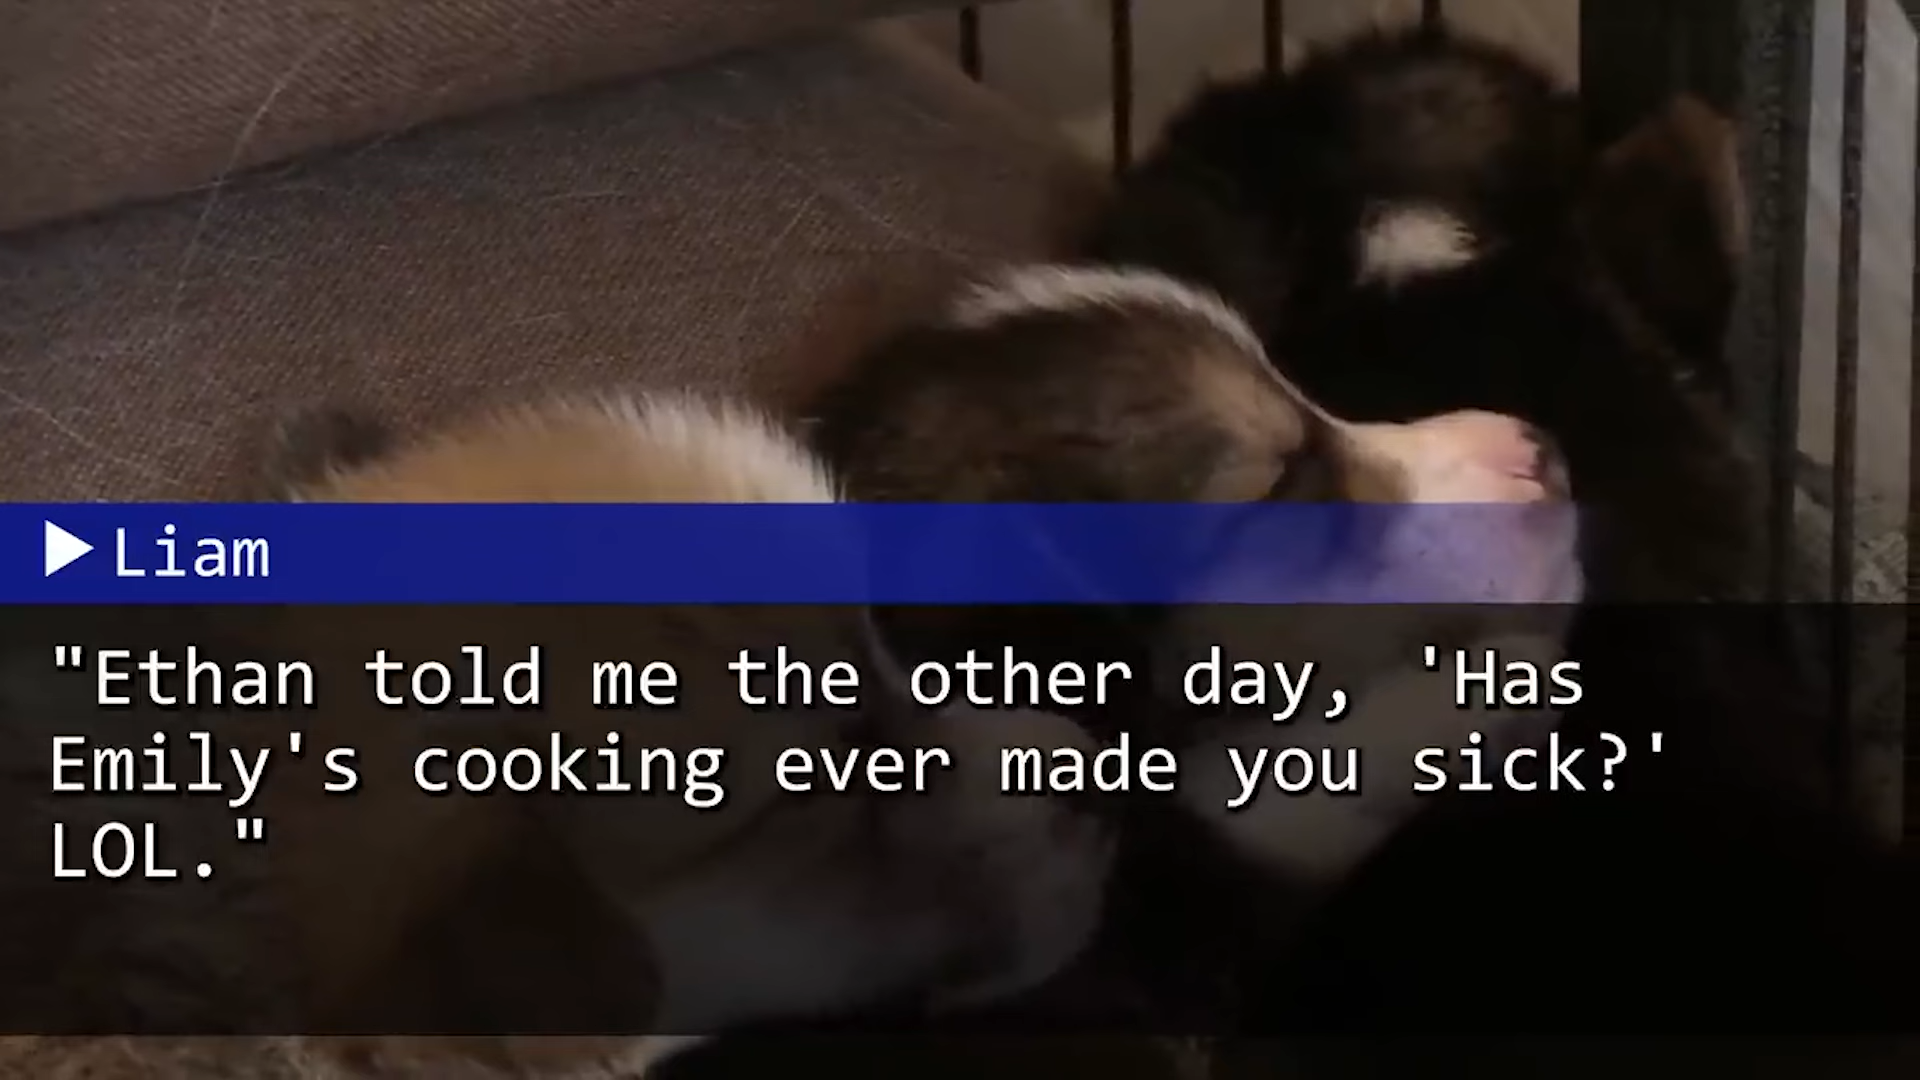 ▶Liam
"Ethan told me the other day, 'Has
Emily's cooking ever made you sick?'
LOL."